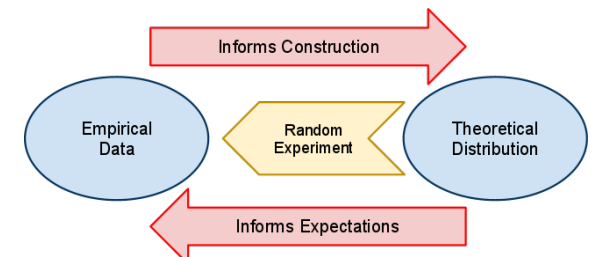 Informs Construction
Empirical
Data
Random
Experiment
Theoretical
Distribution
Informs Expectations